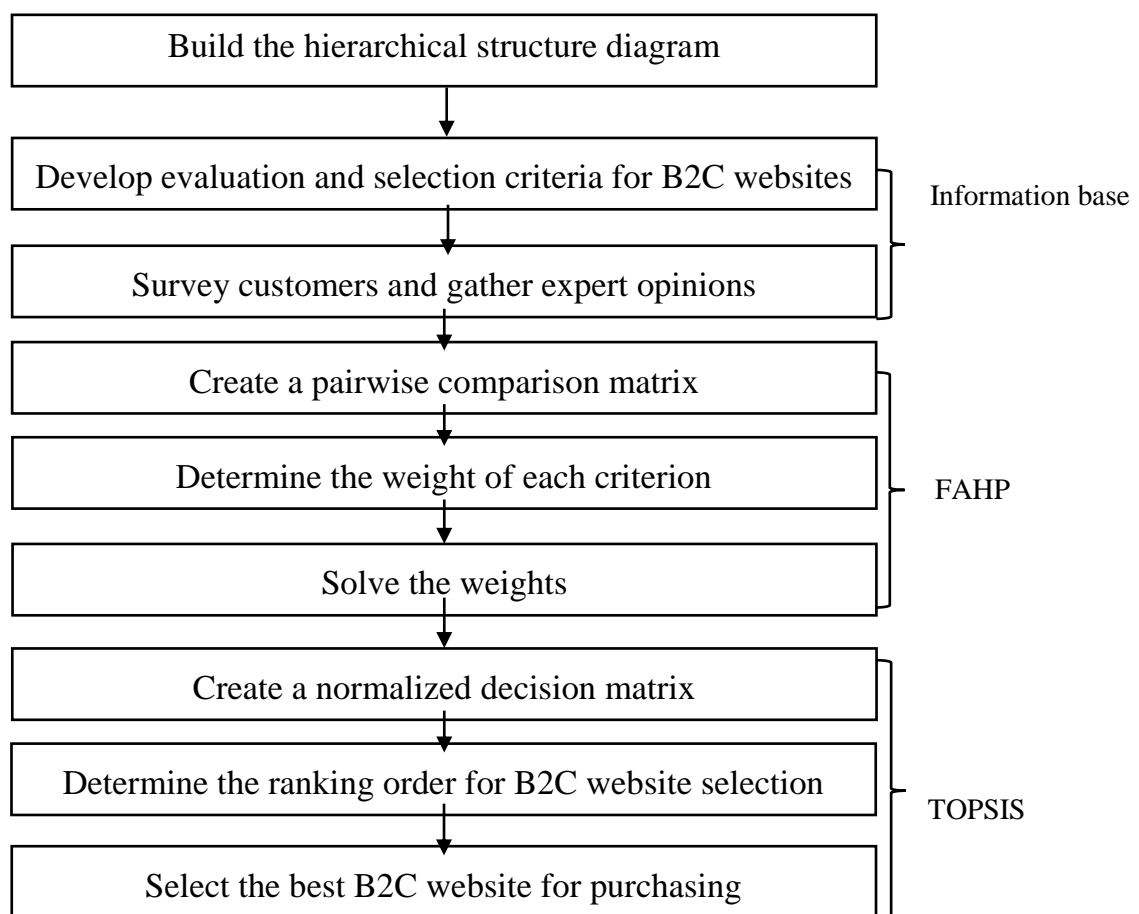 Build the hierarchical structure diagram
Develop evaluation and selection criteria for B2C websites
Information base
Survey customers and gather expert opinions
Create a pairwise comparison matrix
Determine the weight of each criterion
FAHP
Solve the weights
Create a normalized decision matrix
Determine the ranking order for B2C website selection
TOPSIS
Select the best B2C website for purchasing